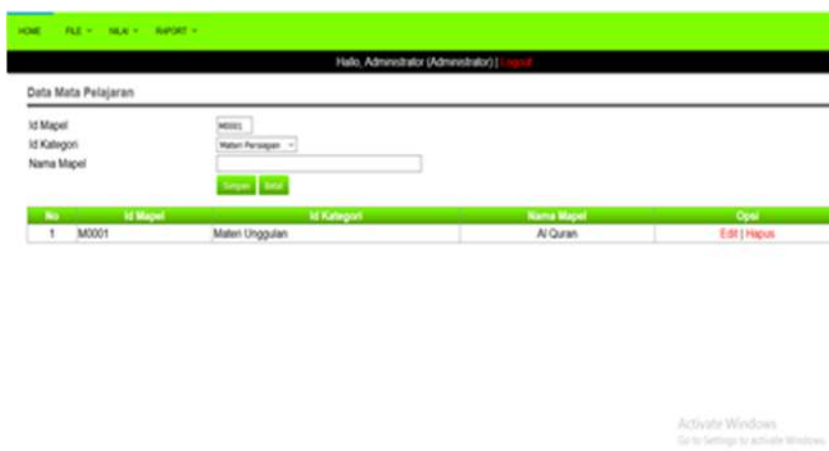 HOME FILE NILAI RAPORT
Hallo, Administrator (Administrator) | Logout
Data Mata Pelajaran
Id Mapel M0001
Id Kategori Materi Persiapan
Nama Mapel
Simpan Batal
No Id Mapel Id Kategori Nama Mapel Opsi
1 M0001 Materi Unggulan Al Quran Edit | Hapus
Activate Windows
Go to Settings to activate Windows.